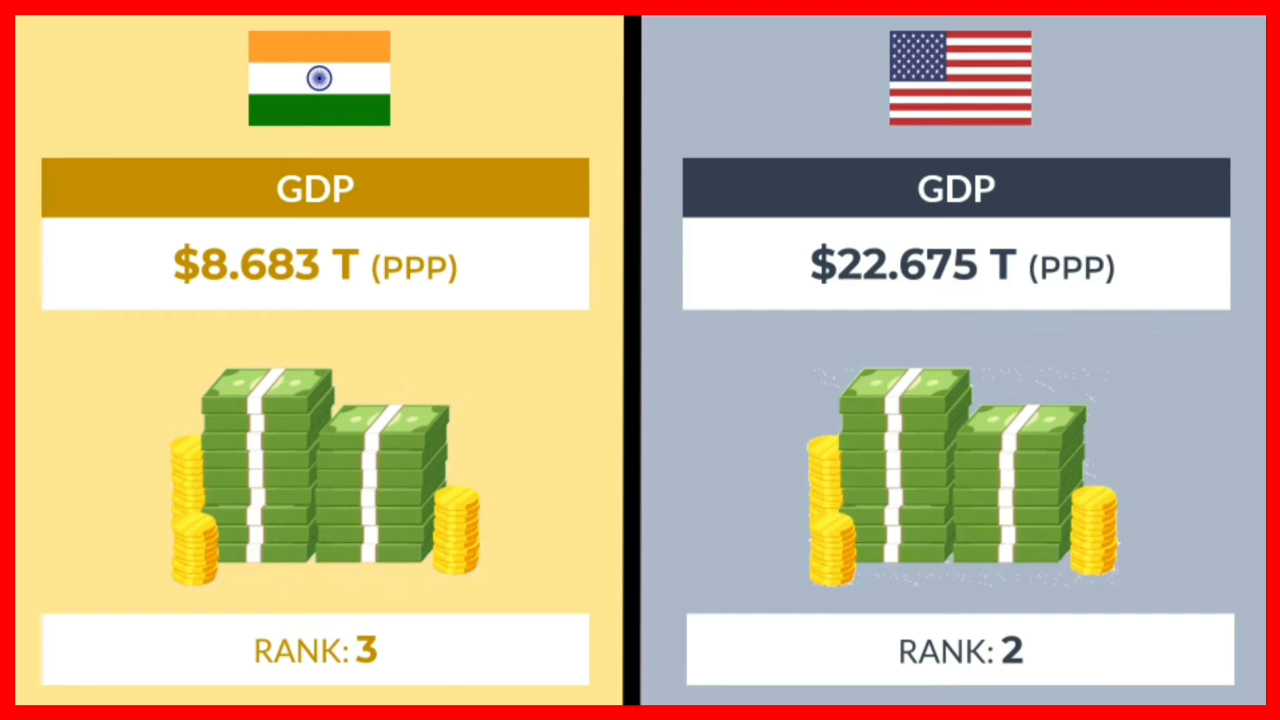 GDP
$8.683 T (PPP)
RANK: 3
GDP
$22.675 T (PPP)
RANK: 2